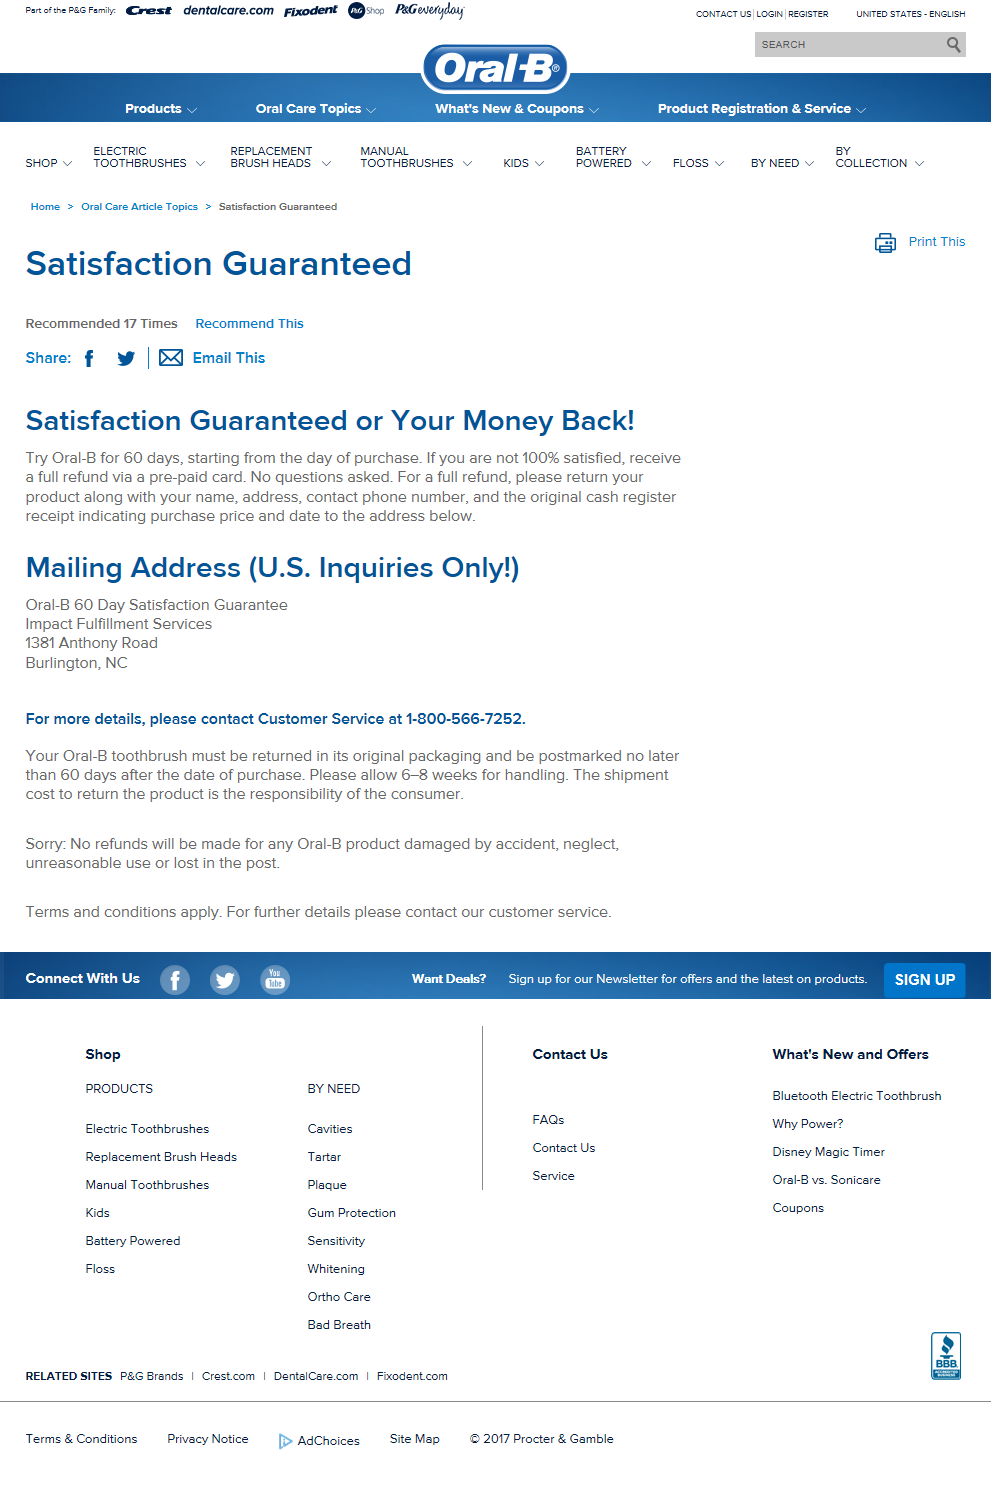 Part of the P&G Family: Crest dentalcare.com Fixodent P&G Shop P&Geveryday
CONTACT US | LOGIN | REGISTER UNITED STATES - ENGLISH
SEARCH
Oral-B®
Products Oral Care Topics What's New & Coupons Product Registration & Service
SHOP ELECTRIC TOOTHBRUSHES REPLACEMENT BRUSH HEADS MANUAL TOOTHBRUSHES KIDS BATTERY POWERED FLOSS BY NEED BY COLLECTION
Home > Oral Care Article Topics > Satisfaction Guaranteed
Print This
Satisfaction Guaranteed
Recommended 17 Times Recommend This
Share: Email This
Satisfaction Guaranteed or Your Money Back!
Try Oral-B for 60 days, starting from the day of purchase. If you are not 100% satisfied, receive
a full refund via a pre-paid card. No questions asked. For a full refund, please return your
product along with your name, address, contact phone number, and the original cash register
receipt indicating purchase price and date to the address below.
Mailing Address (U.S. Inquiries Only!)
Oral-B 60 Day Satisfaction Guarantee
Impact Fulfillment Services
1381 Anthony Road
Burlington, NC
For more details, please contact Customer Service at 1-800-566-7252.
Your Oral-B toothbrush must be returned in its original packaging and be postmarked no later
than 60 days after the date of purchase. Please allow 6–8 weeks for handling. The shipment
cost to return the product is the responsibility of the consumer.
Sorry: No refunds will be made for any Oral-B product damaged by accident, neglect,
unreasonable use or lost in the post.
Terms and conditions apply. For further details please contact our customer service.
Connect With Us You Tube Want Deals? Sign up for our Newsletter for offers and the latest on products. SIGN UP
Shop
PRODUCTS
Electric Toothbrushes
Replacement Brush Heads
Manual Toothbrushes
Kids
Battery Powered
Floss
BY NEED
Cavities
Tartar
Plaque
Gum Protection
Sensitivity
Whitening
Ortho Care
Bad Breath
Contact Us
FAQs
Contact Us
Service
What's New and Offers
Bluetooth Electric Toothbrush
Why Power?
Disney Magic Timer
Oral-B vs. Sonicare
Coupons
BBB.
ACCREDITED
BUSINESS
RELATED SITES P&G Brands | Crest.com | DentalCare.com | Fixodent.com
Terms & Conditions Privacy Notice AdChoices Site Map © 2017 Procter & Gamble